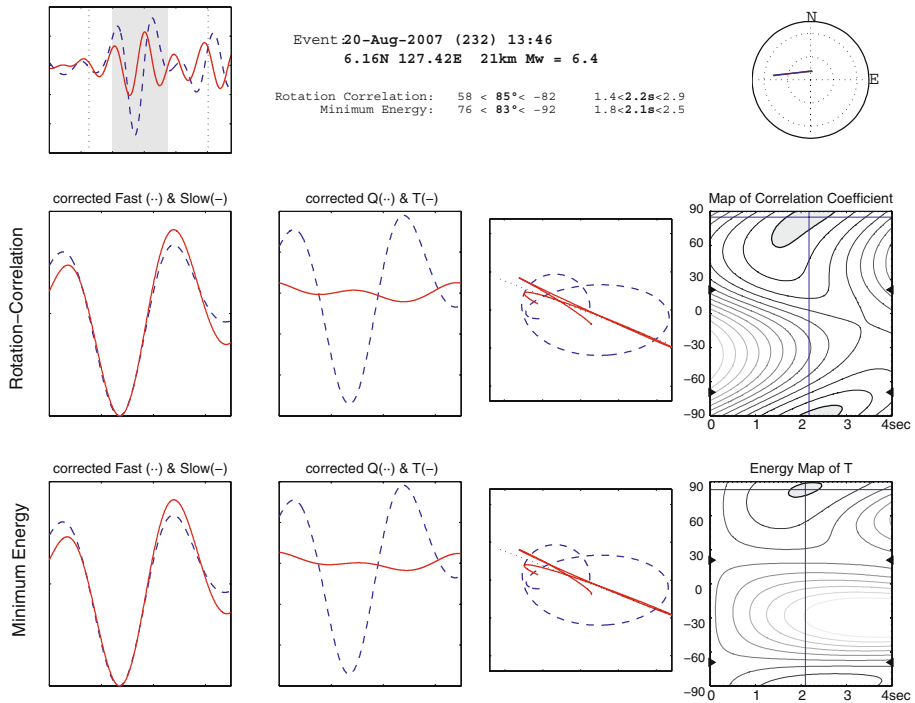 Event: 20-Aug-2007 (232) 13:46
6.16N 127.42E 21km Mw = 6.4
Rotation Correlation: 58 < 85°< -82 1.4<2.2s<2.9
Minimum Energy: 76 < 83°< -92 1.8<2.1s<2.5
N
E
Rotation–Correlation
corrected Fast (··) & Slow(–)
corrected Q(··) & T(–)
Map of Correlation Coefficient
90
60
30
0
–30
–60
–90
0 1 2 3 4sec
Minimum Energy
corrected Fast (··) & Slow(–)
corrected Q(··) & T(–)
Energy Map of T
90
60
30
0
–30
–60
–90
0 1 2 3 4sec